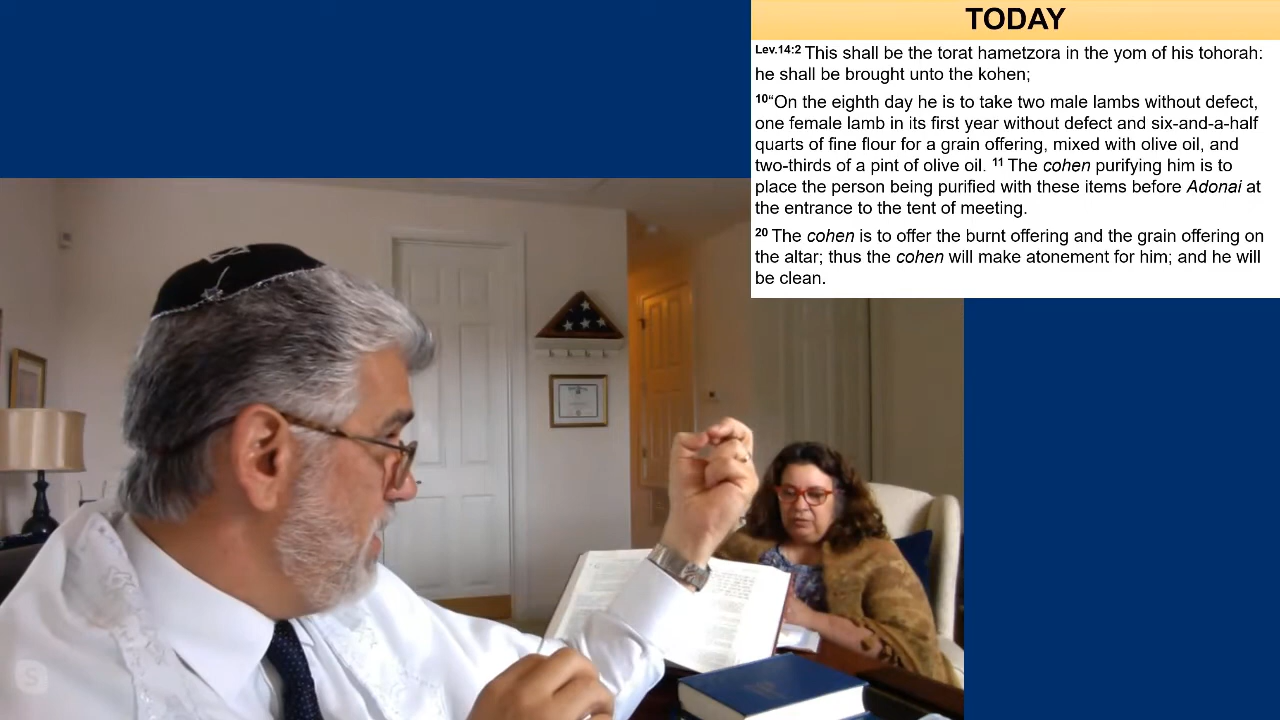 TODAY
Lev.14:2 This shall be the torat hametzora in the yom of his tohorah:
he shall be brought unto the kohen;
10“On the eighth day he is to take two male lambs without defect,
one female lamb in its first year without defect and six-and-a-half
quarts of fine flour for a grain offering, mixed with olive oil, and
two-thirds of a pint of olive oil. 11 The cohen purifying him is to
place the person being purified with these items before Adonai at
the entrance to the tent of meeting.
20 The cohen is to offer the burnt offering and the grain offering on
the altar; thus the cohen will make atonement for him; and he will
be clean.